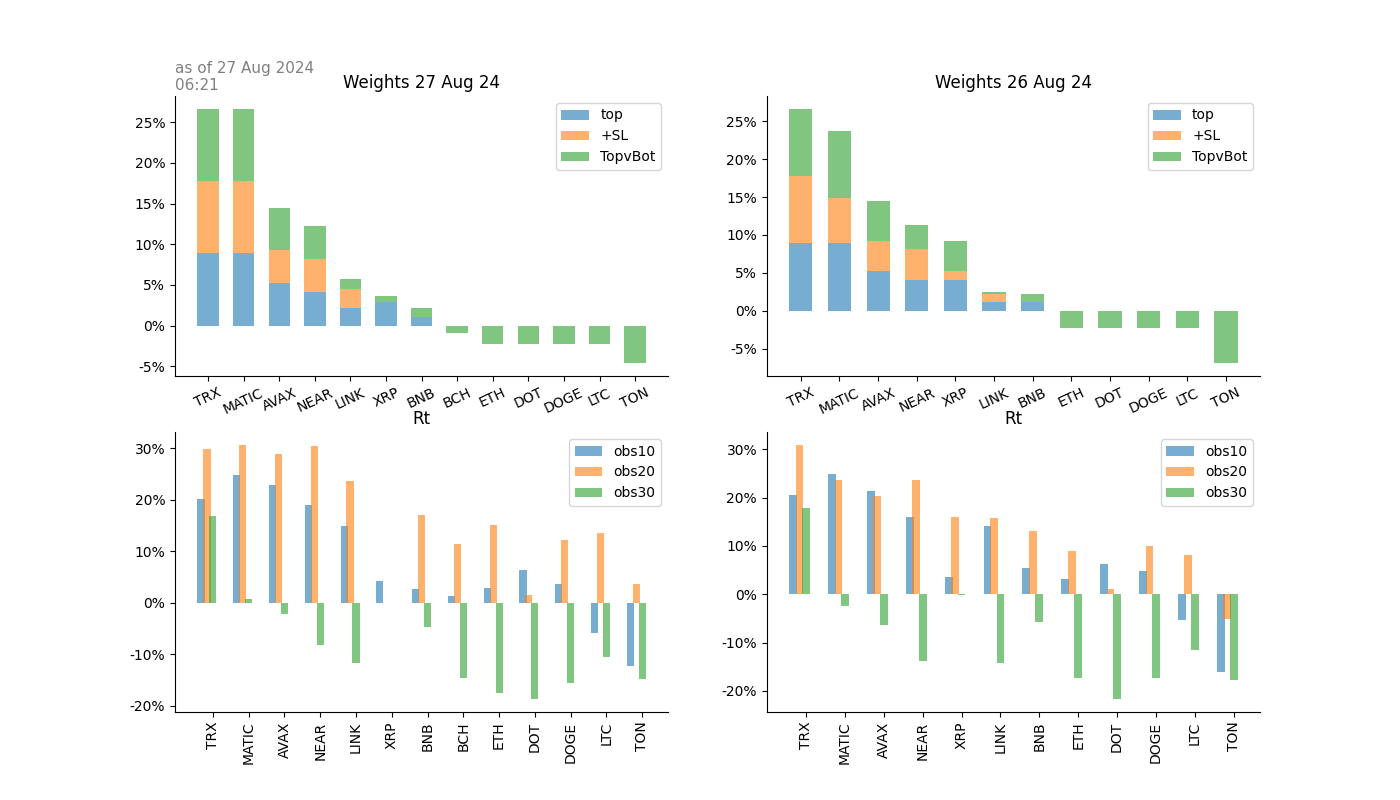 as of 27 Aug 2024
06:21
Weights 27 Aug 24
top
+SL
TopvBot
25%
20%
15%
10%
5%
0%
-5%
TRX MATIC AVAX NEAR LINK XRP BNB BCH ETH DOT DOGE LTC TON
Weights 26 Aug 24
top
+SL
TopvBot
25%
20%
15%
10%
5%
0%
-5%
TRX MATIC AVAX NEAR XRP LINK BNB ETH DOT DOGE LTC TON
Rt
obs10
obs20
obs30
30%
20%
10%
0%
-10%
-20%
TRX MATIC AVAX NEAR LINK XRP BNB BCH ETH DOT DOGE LTC TON
Rt
obs10
obs20
obs30
30%
20%
10%
0%
-10%
-20%
TRX MATIC AVAX NEAR XRP LINK BNB ETH DOT DOGE LTC TON